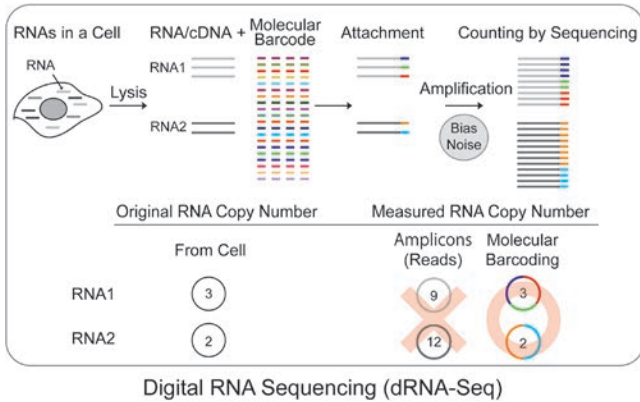 RNAs in a Cell
RNA/cDNA + Molecular Barcode
Attachment
Counting by Sequencing
RNA
RNA1
Lysis
Amplification
RNA2
Bias
Noise
Original RNA Copy Number
Measured RNA Copy Number
From Cell
Amplicons
(Reads)
Molecular
Barcoding
RNA1 3 9 3
RNA2 2 12 2
Digital RNA Sequencing (dRNA-Seq)